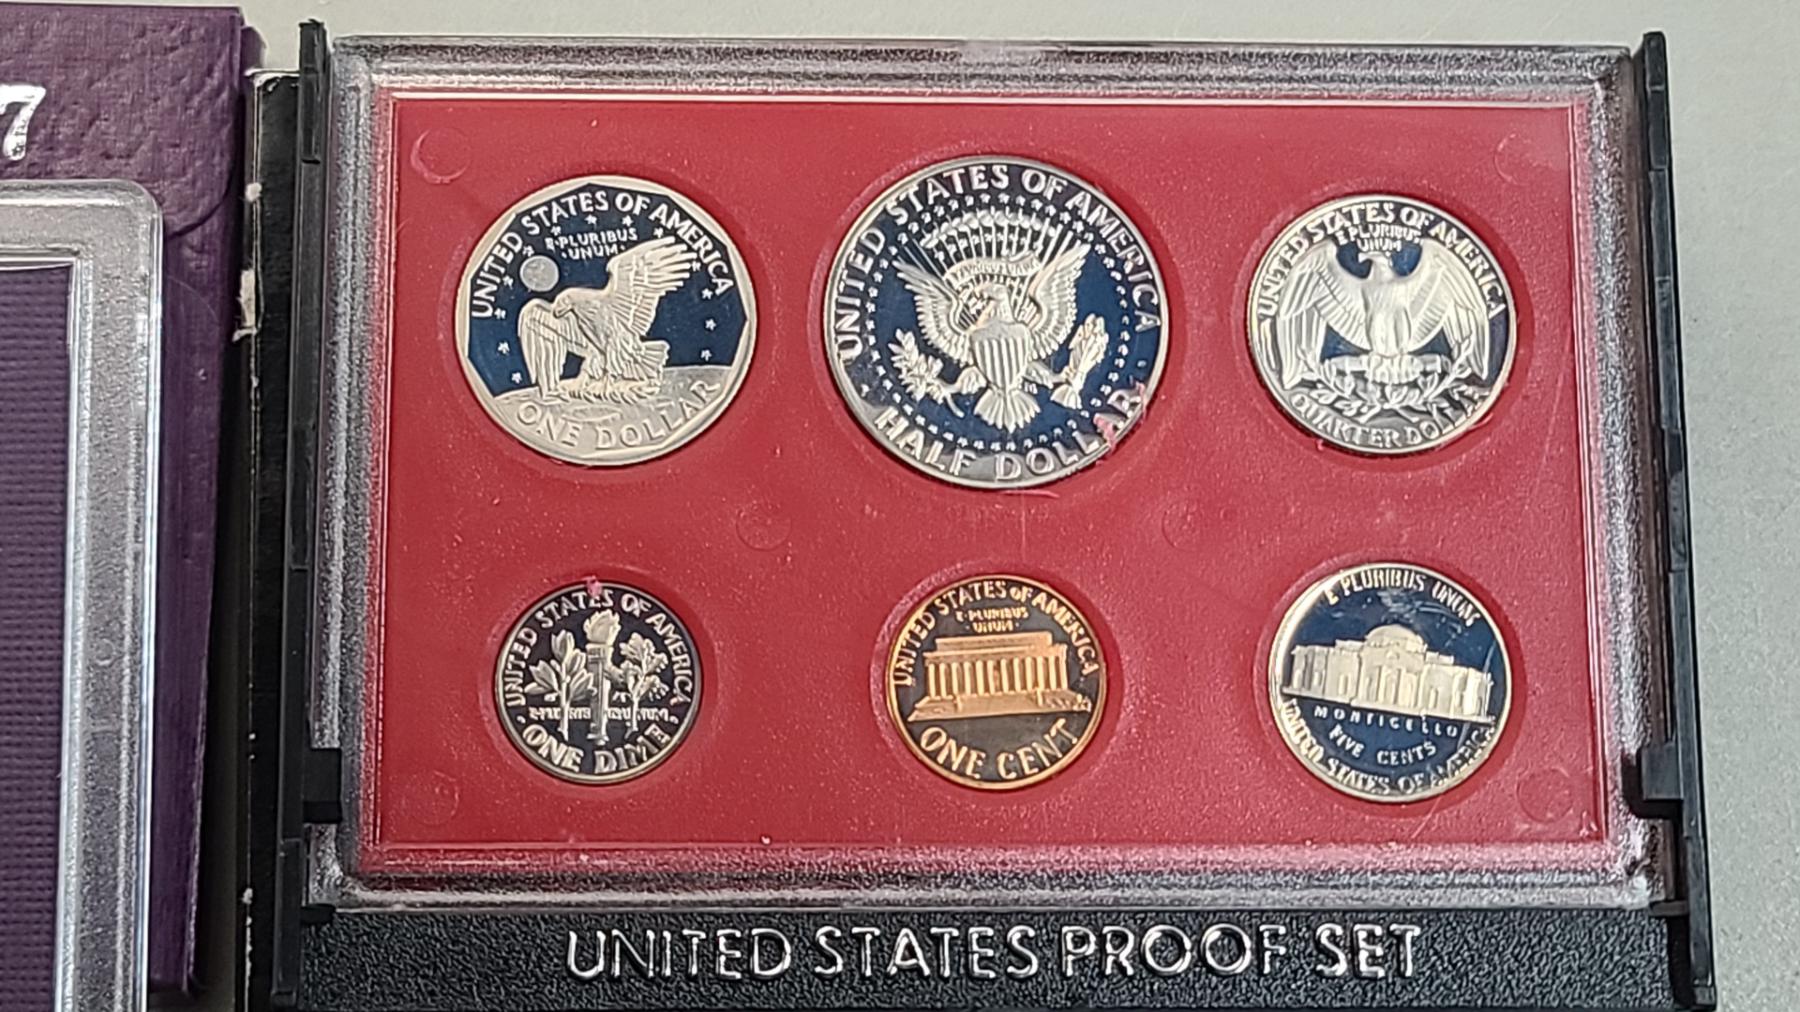 7
UNITED STATES OF AMERICA
E·PLURIBUS
·UNUM·
ONE DOLLAR
UNITED STATES OF AMERICA
HALF DOLLAR
UNITED STATES OF AMERICA
E PLURIBUS
UNUM
QUARTER DOLLAR
UNITED STATES OF AMERICA
E PLURIBUS UNUM
ONE DIME
UNITED STATES OF AMERICA
E·PLURIBUS
·UNUM·
ONE CENT
E PLURIBUS UNUM
MONTICELLO
FIVE CENTS
UNITED STATES OF AMERICA
UNITED STATES PROOF SET